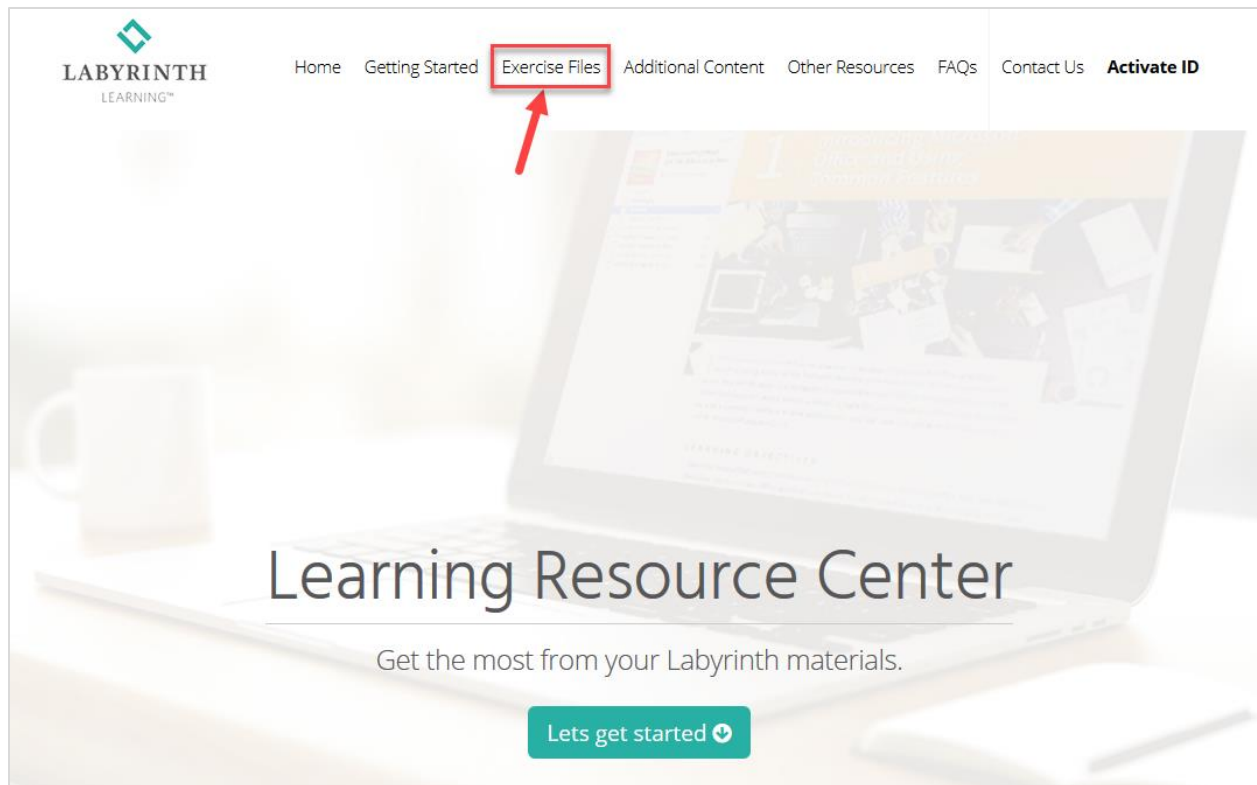 LABYRINTH
LEARNING™
Home Getting Started Exercise Files Additional Content Other Resources FAQs Contact Us Activate ID
1
Learning Resource Center
Get the most from your Labyrinth materials.
Lets get started